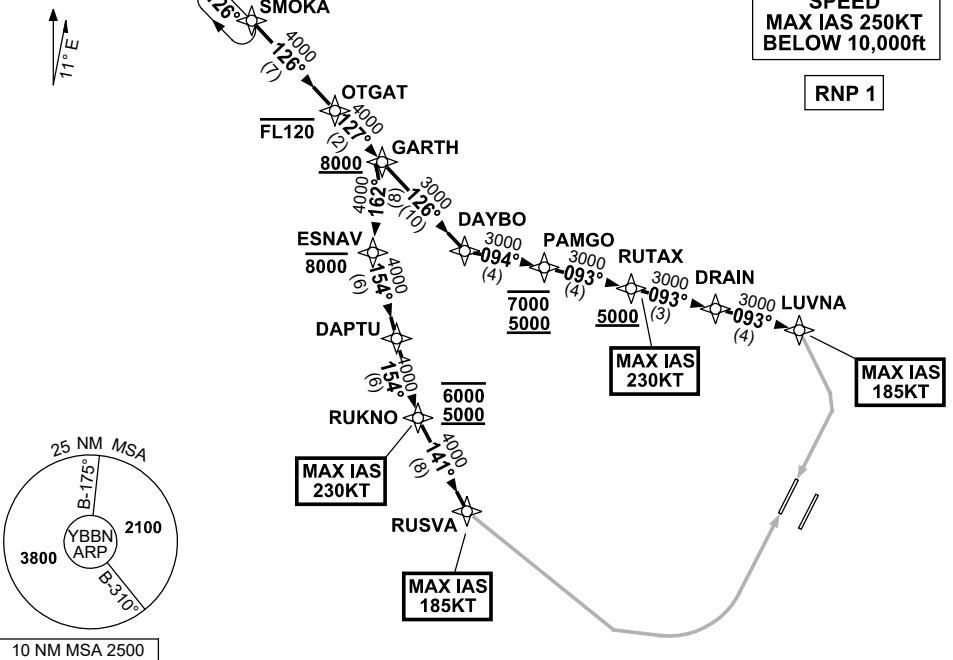 SMOKA
126°
SPEED
MAX IAS 250KT
BELOW 10,000ft
RNP 1
11° E
4000
126°
(7)
OTGAT
FL120
4000
127°
(2)
GARTH
8000
4000
162°
(8)
3000
126°
(10)
DAYBO
3000
094°
(4)
PAMGO
7000
5000
3000
093°
(4)
RUTAX
5000
MAX IAS
230KT
3000
093°
(3)
DRAIN
3000
093°
(4)
LUVNA
MAX IAS
185KT
ESNAV
8000
4000
154°
(6)
DAPTU
4000
154°
(6)
RUKNO
6000
5000
MAX IAS
230KT
4000
141°
(8)
RUSVA
MAX IAS
185KT
25 NM MSA
B-175°
YBBN
ARP
2100
3800
B-310°
10 NM MSA 2500